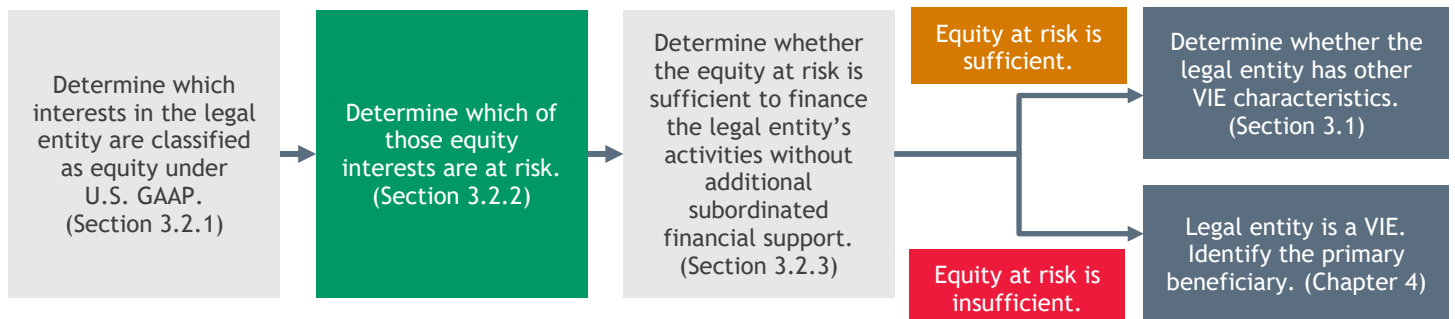 Determine which
interests in the legal
entity are classified
as equity under
U.S. GAAP.
(Section 3.2.1)
Determine which of
those equity
interests are at risk.
(Section 3.2.2)
Determine whether
the equity at risk is
sufficient to finance
the legal entity’s
activities without
additional
subordinated
financial support.
(Section 3.2.3)
Equity at risk is
sufficient.
Determine whether the
legal entity has other
VIE characteristics.
(Section 3.1)
Equity at risk is
insufficient.
Legal entity is a VIE.
Identify the primary
beneficiary. (Chapter 4)